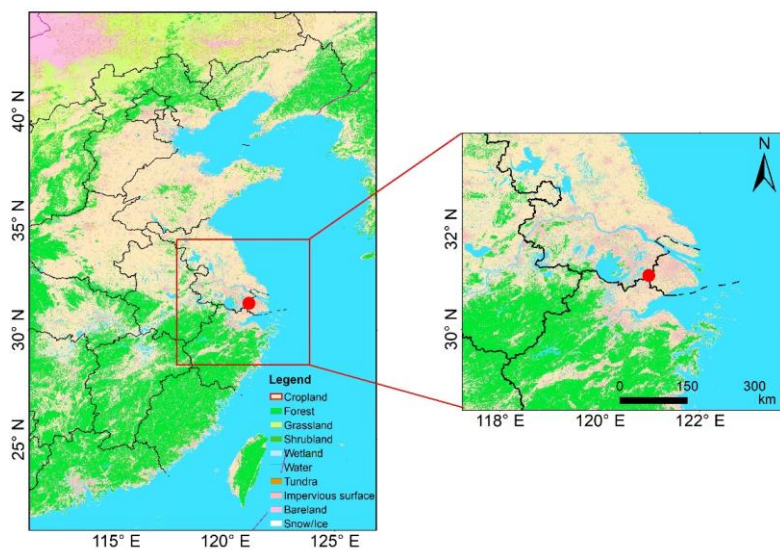 40° N
35° N
30° N
25° N
115° E
120° E
125° E
Legend
Cropland
Forest
Grassland
Shrubland
Wetland
Water
Tundra
Impervious surface
Bareland
Snow/Ice
N
32° N
30° N
0 150 300
km
118° E
120° E
122° E